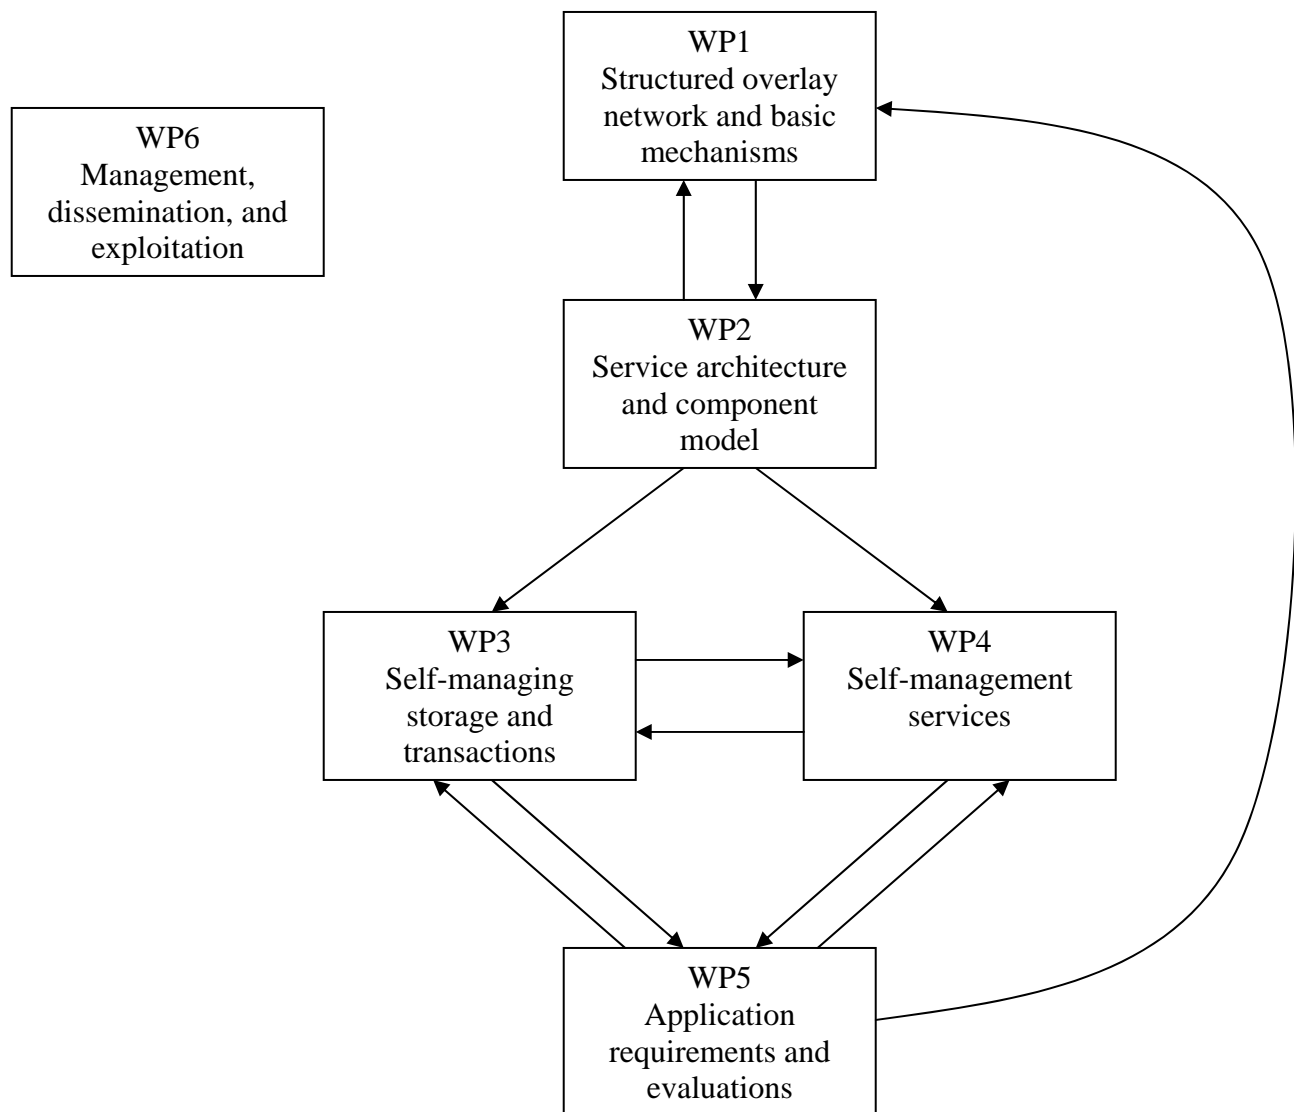 WP1
Structured overlay
network and basic
mechanisms
WP6
Management,
dissemination, and
exploitation
WP2
Service architecture
and component
model
WP3
Self-managing
storage and
transactions
WP4
Self-management
services
WP5
Application
requirements and
evaluations